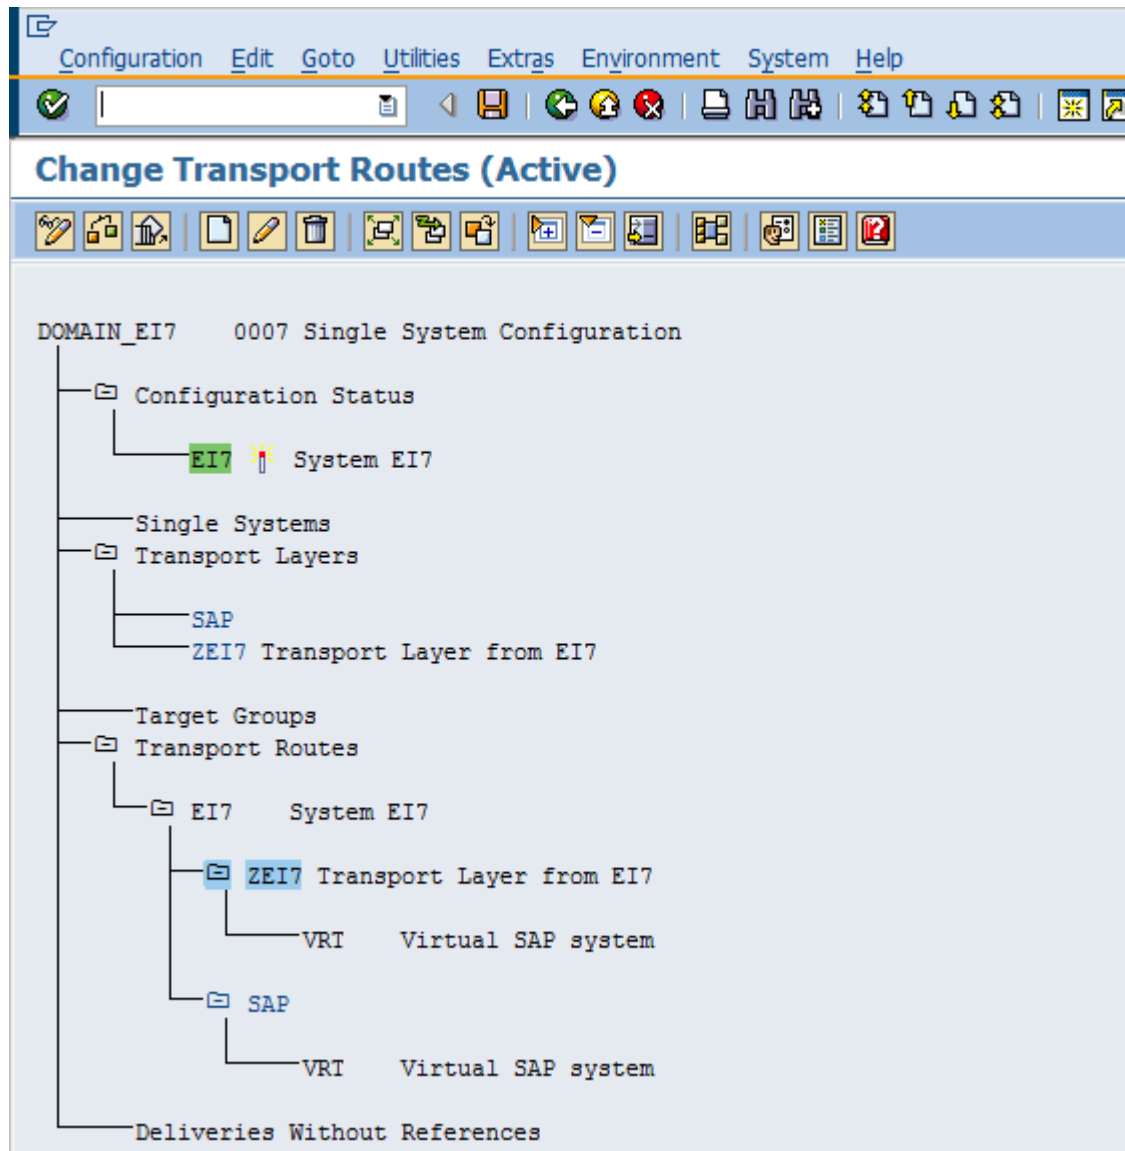 Configuration Edit Goto Utilities Extras Environment System Help
Change Transport Routes (Active)
DOMAIN_EI7 0007 Single System Configuration
Configuration Status
EI7 System EI7
Single Systems
Transport Layers
SAP
ZEI7 Transport Layer from EI7
Target Groups
Transport Routes
EI7 System EI7
ZEI7 Transport Layer from EI7
VRT Virtual SAP system
SAP
VRT Virtual SAP system
Deliveries Without References